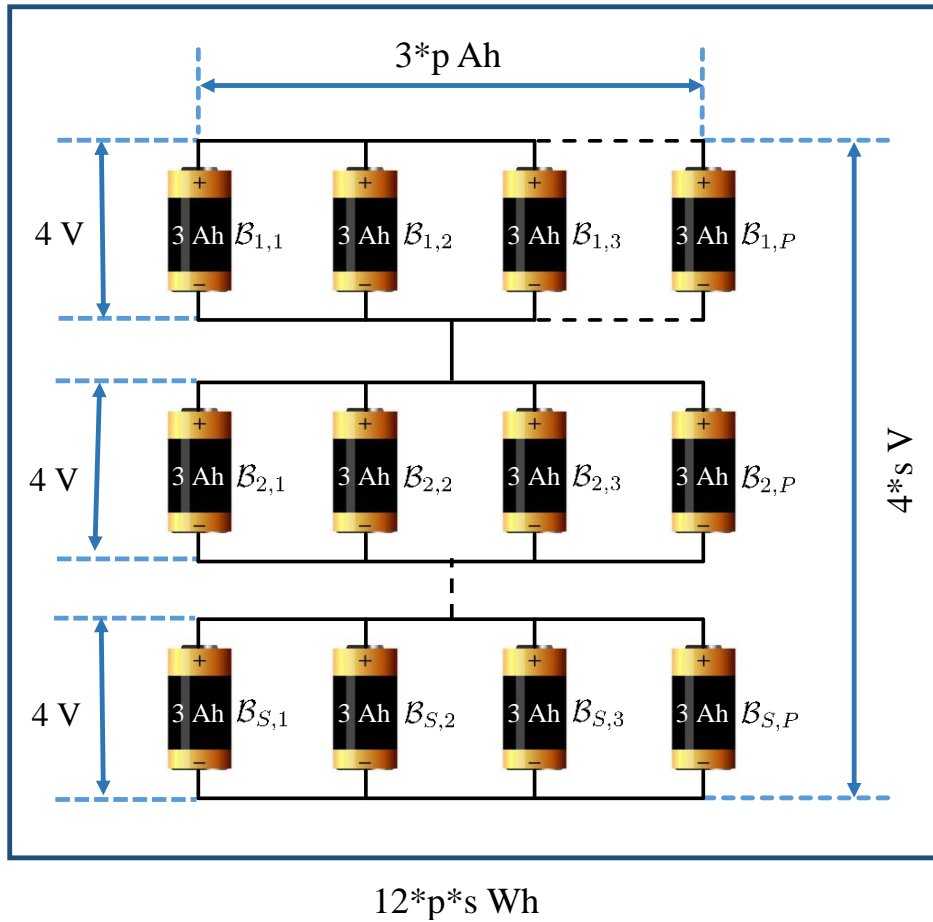 3*p Ah
+ + + +
4 V 3 Ah B1,1 3 Ah B1,2 3 Ah B1,3 3 Ah B1,P
− − − −
+ + + +
4 V 3 Ah B2,1 3 Ah B2,2 3 Ah B2,3 3 Ah B2,P
− − − −
4*s V
+ + + +
4 V 3 Ah BS,1 3 Ah BS,2 3 Ah BS,3 3 Ah BS,P
− − − −
12*p*s Wh